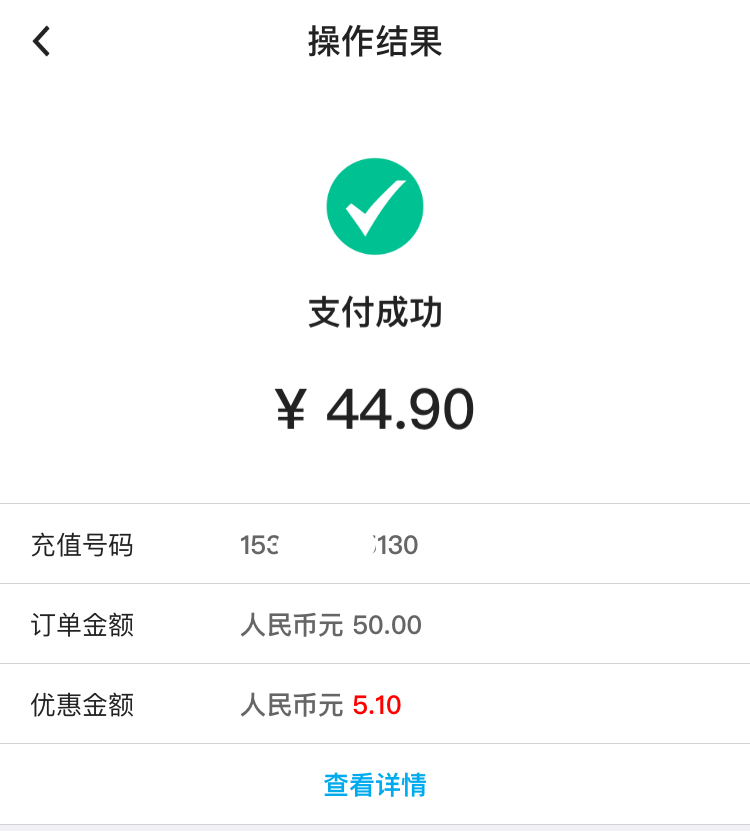 操作结果
支付成功
¥ 44.90
充值号码 153 130
订单金额 人民币元 50.00
优惠金额 人民币元 5.10
查看详情